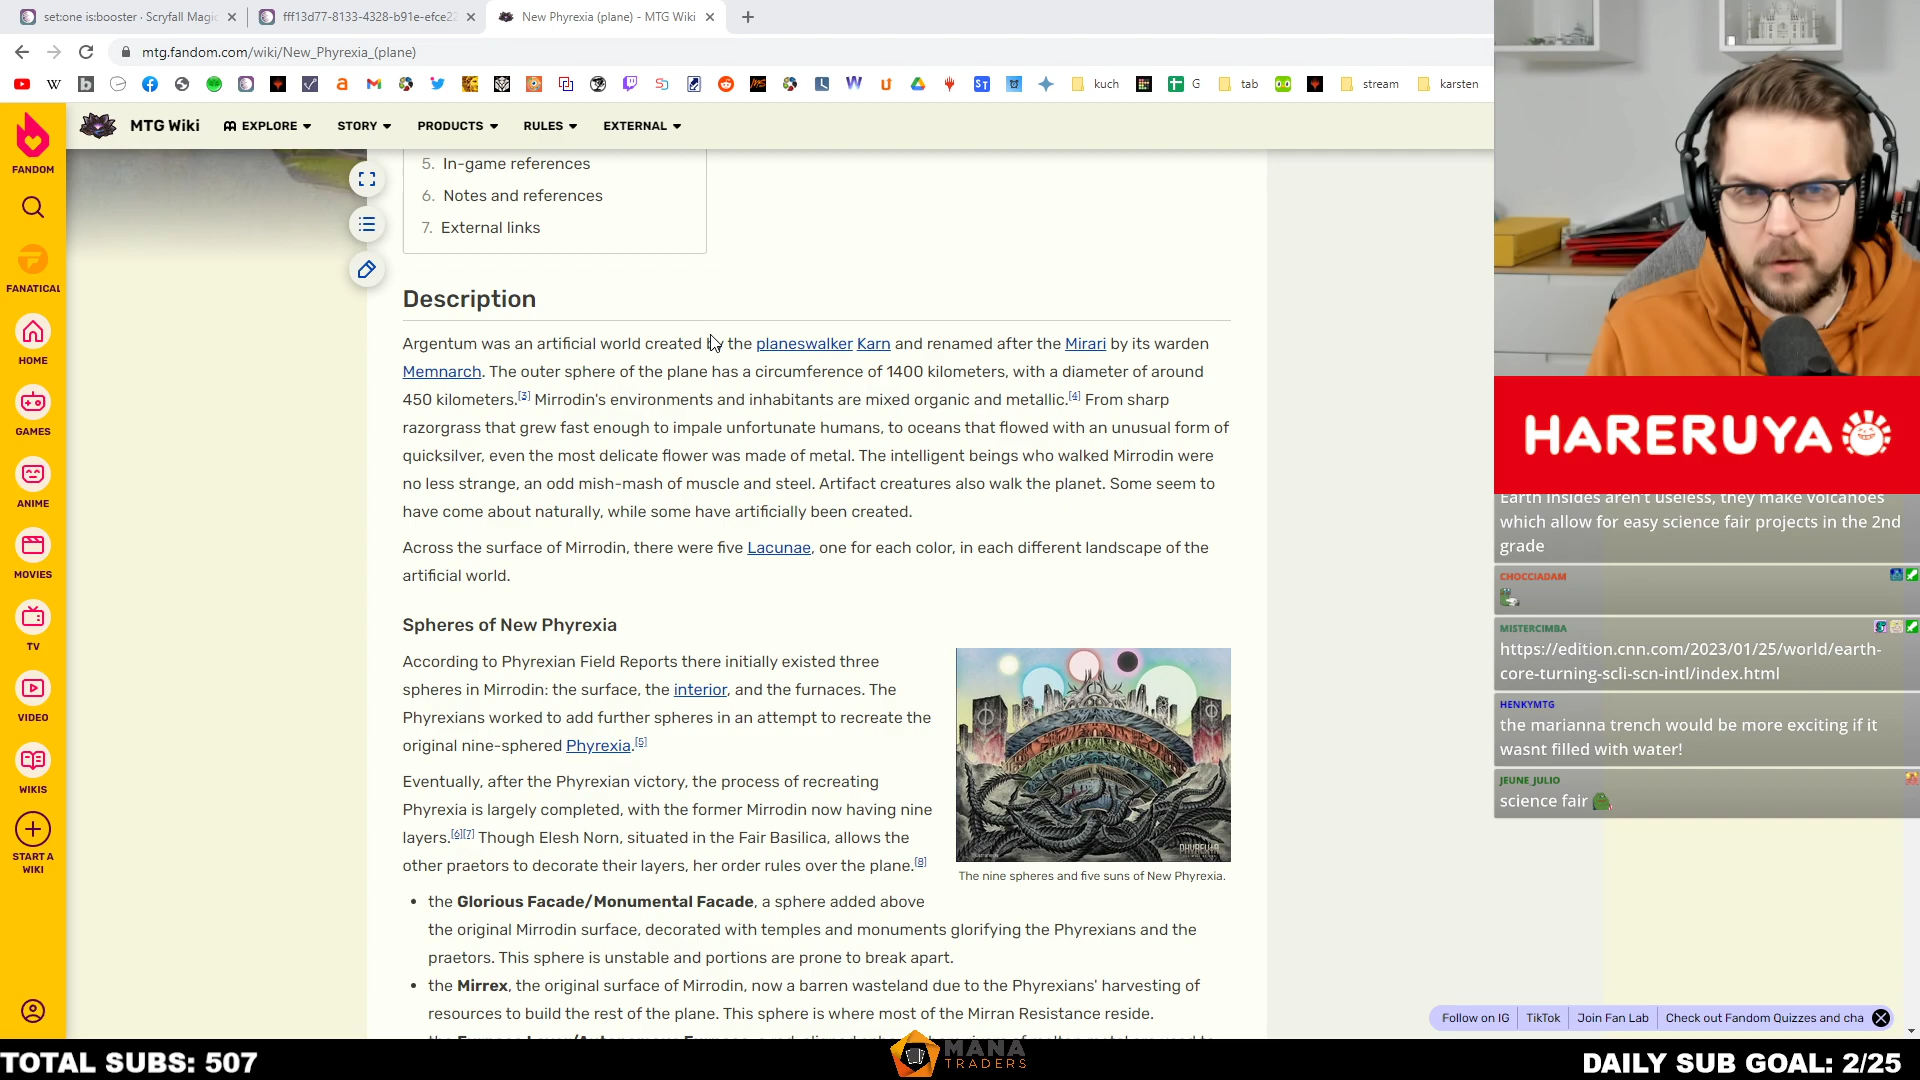 set:one is:booster · Scryfall Magic
fff13d77-8133-4328-b91e-efce22
New Phyrexia (plane) - MTG Wiki
mtg.fandom.com/wiki/New_Phyrexia_(plane)
kuch
G
tab
stream
karsten
FANDOM
FANATICAL
HOME
GAMES
ANIME
MOVIES
TV
VIDEO
WIKIS
START A
WIKI
MTG Wiki
EXPLORE
STORY
PRODUCTS
RULES
EXTERNAL
5. In-game references
6. Notes and references
7. External links
Description
Argentum was an artificial world created by the planeswalker Karn and renamed after the Mirari by its warden
Memnarch. The outer sphere of the plane has a circumference of 1400 kilometers, with a diameter of around
450 kilometers.[3] Mirrodin's environments and inhabitants are mixed organic and metallic.[4] From sharp
razorgrass that grew fast enough to impale unfortunate humans, to oceans that flowed with an unusual form of
quicksilver, even the most delicate flower was made of metal. The intelligent beings who walked Mirrodin were
no less strange, an odd mish-mash of muscle and steel. Artifact creatures also walk the planet. Some seem to
have come about naturally, while some have artificially been created.
Across the surface of Mirrodin, there were five Lacunae, one for each color, in each different landscape of the
artificial world.
Spheres of New Phyrexia
According to Phyrexian Field Reports there initially existed three
spheres in Mirrodin: the surface, the interior, and the furnaces. The
Phyrexians worked to add further spheres in an attempt to recreate the
original nine-sphered Phyrexia.[5]
Eventually, after the Phyrexian victory, the process of recreating
Phyrexia is largely completed, with the former Mirrodin now having nine
layers.[6][7] Though Elesh Norn, situated in the Fair Basilica, allows the
other praetors to decorate their layers, her order rules over the plane.[8]
PHYREXIA
The nine spheres and five suns of New Phyrexia.
• the Glorious Facade/Monumental Facade, a sphere added above
the original Mirrodin surface, decorated with temples and monuments glorifying the Phyrexians and the
praetors. This sphere is unstable and portions are prone to break apart.
• the Mirrex, the original surface of Mirrodin, now a barren wasteland due to the Phyrexians' harvesting of
resources to build the rest of the plane. This sphere is where most of the Mirran Resistance reside.
HARERUYA
Earth insides aren't useless, they make volcanoes
which allow for easy science fair projects in the 2nd
grade
CHOCCIADAM
MISTERCIMBA
https://edition.cnn.com/2023/01/25/world/earth-
core-turning-scli-scn-intl/index.html
HENKYMTG
the marianna trench would be more exciting if it
wasnt filled with water!
JEUNE_JULIO
science fair
Follow on IG
TikTok
Join Fan Lab
Check out Fandom Quizzes and cha
TOTAL SUBS: 507
MANA
TRADERS
DAILY SUB GOAL: 2/25